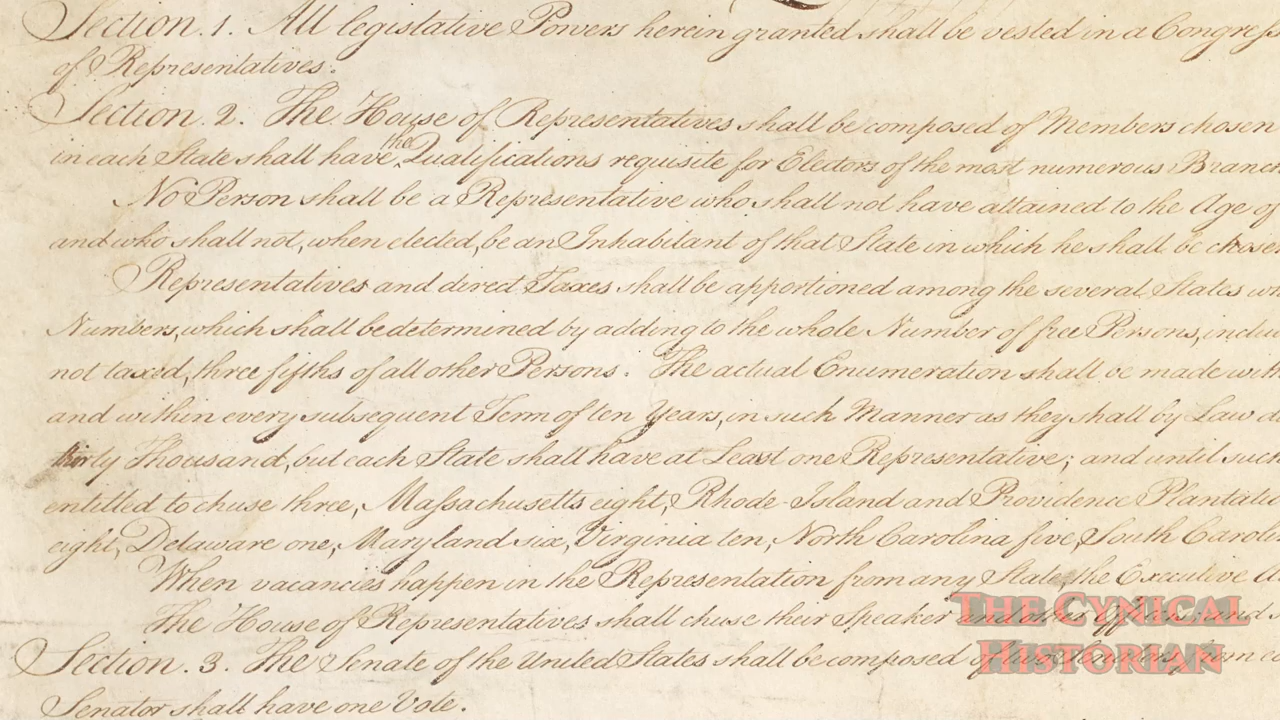 Section. 1. All legislative Powers herein granted shall be vested in a Congress
of Representatives.
Section. 2. The House of Representatives shall be composed of Members chosen
the
in each State shall have Qualifications requisite for Electors of the most numerous Branch
No Person shall be a Representative who shall not have attained to the Age of
and who shall not, when elected, be an Inhabitant of that State in which he shall be chosen
Representatives and direct Taxes shall be apportioned among the several States
Numbers, which shall be determined by adding to the whole Number of free Persons, inclu
not taxed, three fifths of all other Persons. The actual Enumeration shall be made with
and within every subsequent Term of ten Years, in such Manner as they shall by Law d
thirty Thousand, but each State shall have at Least one Representative; and until such
entitled to chuse three, Massachusetts eight, Rhode-Island and Providence Plantati
eight, Delaware one, Maryland six, Virginia ten, North Carolina five, South Caroli
When vacancies happen in the Representation from any State, the Executive A
The House of Representatives shall chuse their Speaker and other Officers; and s
THE CYNICAL
HISTORIAN
Section. 3. The Senate of the United States shall be composed of two Senators from ea
Senator shall have one Vote.